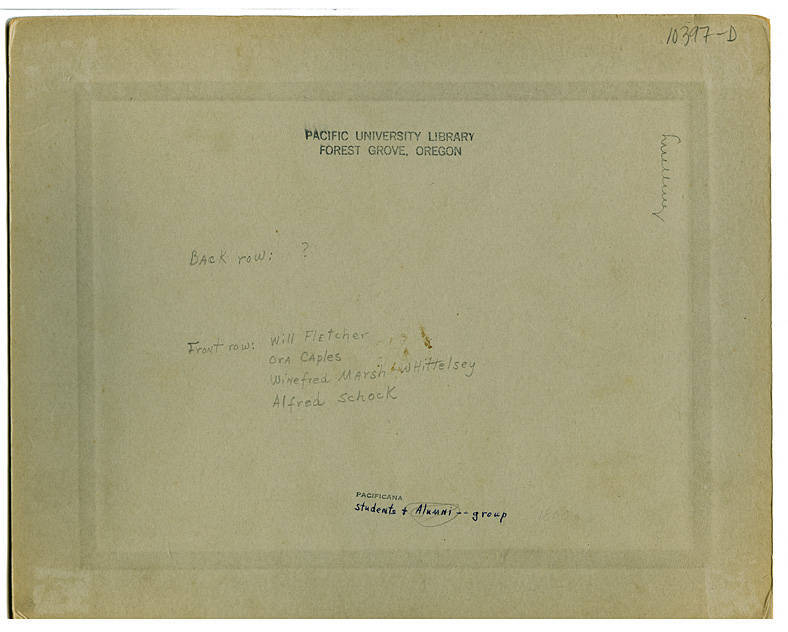 10397-D
PACIFIC UNIVERSITY LIBRARY
FOREST GROVE, OREGON
Back row: ?
Front row: Will Fletcher
Ora Caples
Winefred Marsh Whittelsey
Alfred Schock
PACIFICANA
Students + Alumni -- group